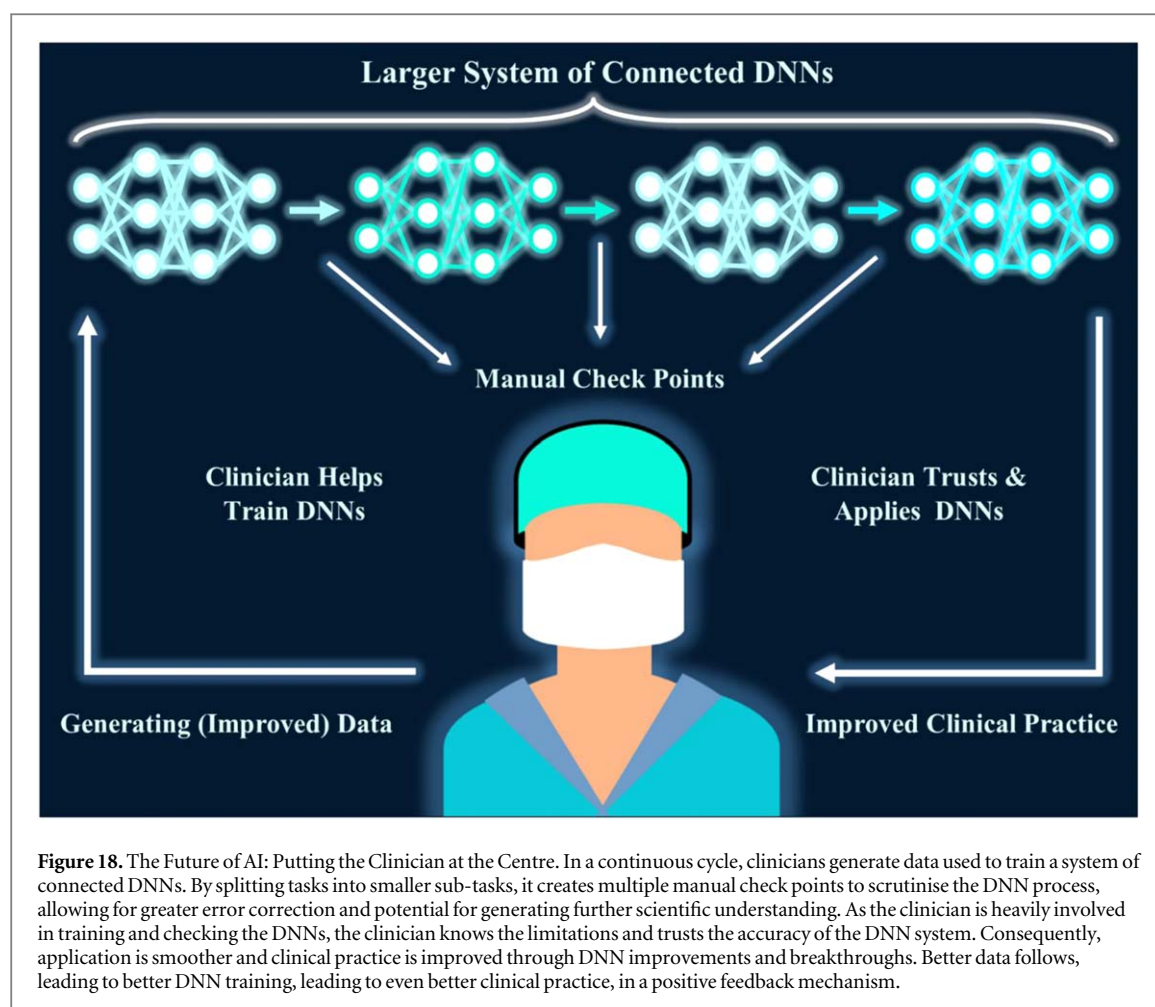 Larger System of Connected DNNs
Manual Check Points
Clinician Helps
Train DNNs
Clinician Trusts &
Applies DNNs
Generating (Improved) Data
Improved Clinical Practice
Figure 18. The Future of AI: Putting the Clinician at the Centre. In a continuous cycle, clinicians generate data used to train a system of
connected DNNs. By splitting tasks into smaller sub-tasks, it creates multiple manual check points to scrutinise the DNN process,
allowing for greater error correction and potential for generating further scientific understanding. As the clinician is heavily involved
in training and checking the DNNs, the clinician knows the limitations and trusts the accuracy of the DNN system. Consequently,
application is smoother and clinical practice is improved through DNN improvements and breakthroughs. Better data follows,
leading to better DNN training, leading to even better clinical practice, in a positive feedback mechanism.